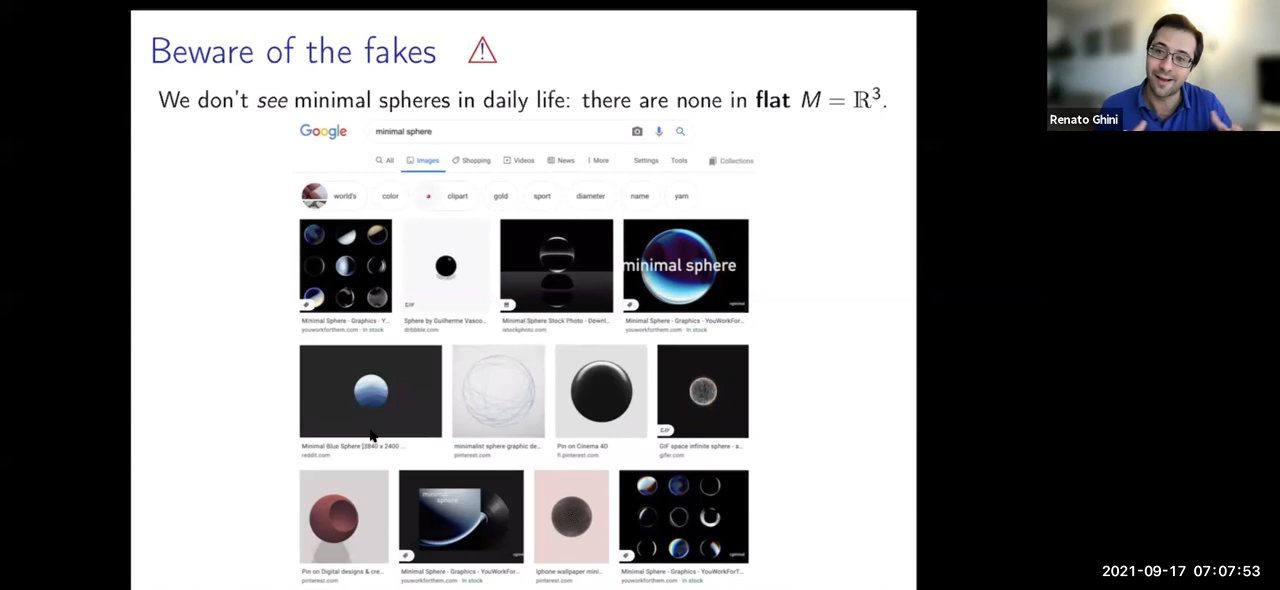 Beware of the fakes
We don't see minimal spheres in daily life: there are none in flat M = ℝ³.
Google
minimal sphere
All Images Shopping Videos News More Settings Tools Collections
world's color clipart gold sport diameter name yarn
minimal sphere
GIF
Minimal Sphere - Graphics - Y...
youworkforthem.com · In stock
Sphere by Guilherme Vasco...
dribbble.com
Minimal Sphere Stock Photo - Downl...
istockphoto.com
Minimal Sphere - Graphics - YouWorkFor...
youworkforthem.com · In stock
GIF
Minimal Blue Sphere [3840 x 2400 ...
reddit.com
minimalist sphere graphic de...
pinterest.com
Pin on Cinema 4D
fi.pinterest.com
GIF space infinite sphere - a...
gifer.com
minimal
sphere
Pin on Digital designs & cre...
pinterest.com
Minimal Sphere - Graphics - YouWorkFor...
youworkforthem.com · In stock
Iphone wallpaper mini...
pinterest.com
Minimal Sphere - Graphics - YouWorkForT...
youworkforthem.com · In stock
Renato Ghini
2021-09-17 07:07:53